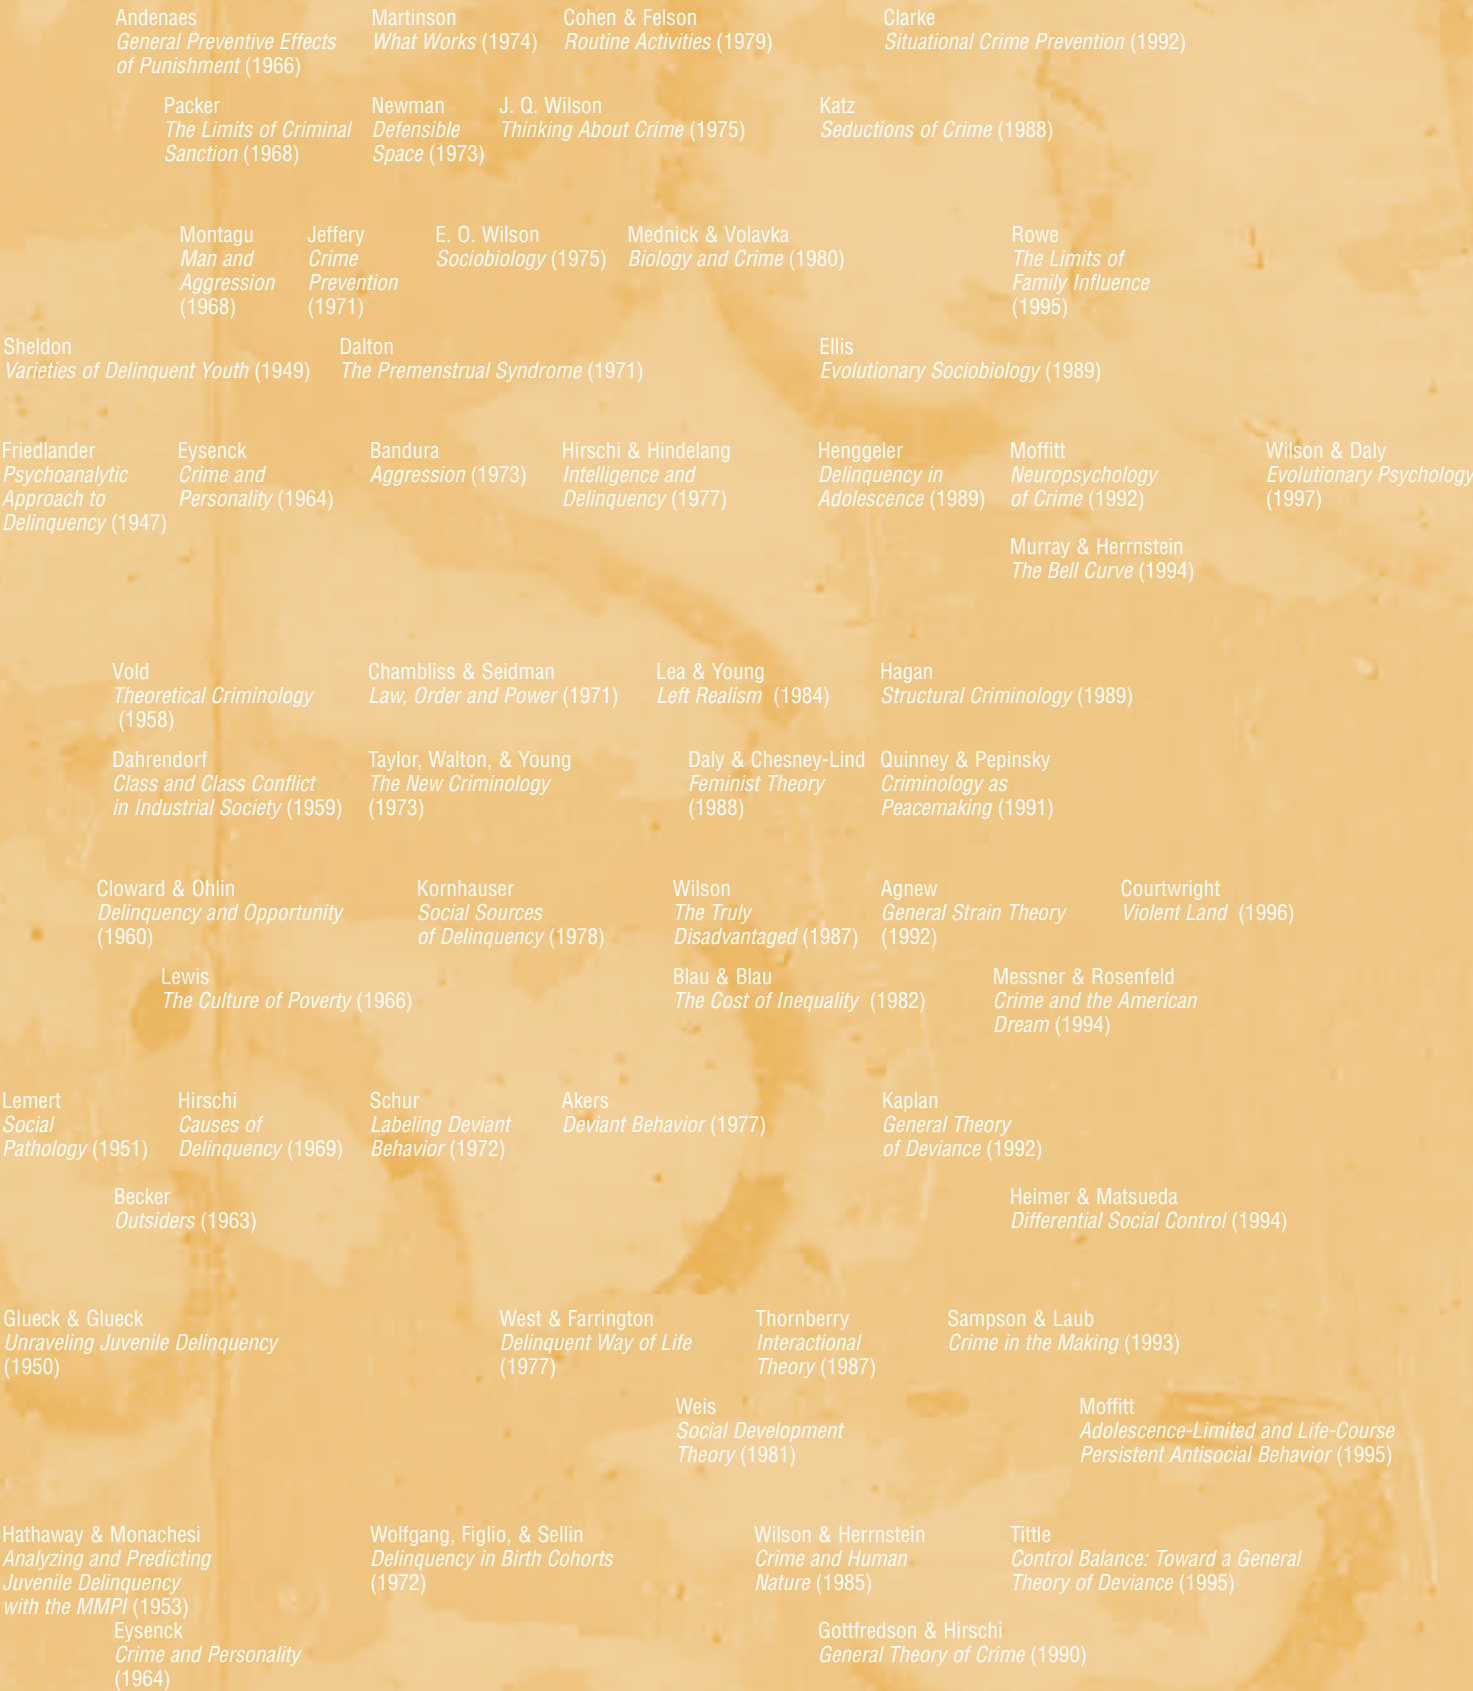 Andenaes
General Preventive Effects
of Punishment (1966)
Martinson
What Works (1974)
Cohen & Felson
Routine Activities (1979)
Clarke
Situational Crime Prevention (1992)
Packer
The Limits of Criminal
Sanction (1968)
Newman
Defensible
Space (1973)
J. Q. Wilson
Thinking About Crime (1975)
Katz
Seductions of Crime (1988)
Montagu
Man and
Aggression
(1968)
Jeffery
Crime
Prevention
(1971)
E. O. Wilson
Sociobiology (1975)
Mednick & Volavka
Biology and Crime (1980)
Rowe
The Limits of
Family Influence
(1995)
Sheldon
Varieties of Delinquent Youth (1949)
Dalton
The Premenstrual Syndrome (1971)
Ellis
Evolutionary Sociobiology (1989)
Friedlander
Psychoanalytic
Approach to
Delinquency (1947)
Eysenck
Crime and
Personality (1964)
Bandura
Aggression (1973)
Hirschi & Hindelang
Intelligence and
Delinquency (1977)
Henggeler
Delinquency in
Adolescence (1989)
Moffitt
Neuropsychology
of Crime (1992)
Wilson & Daly
Evolutionary Psychology
(1997)
Murray & Herrnstein
The Bell Curve (1994)
Vold
Theoretical Criminology
(1958)
Chambliss & Seidman
Law, Order and Power (1971)
Lea & Young
Left Realism (1984)
Hagan
Structural Criminology (1989)
Dahrendorf
Class and Class Conflict
in Industrial Society (1959)
Taylor, Walton, & Young
The New Criminology
(1973)
Daly & Chesney-Lind
Feminist Theory
(1988)
Quinney & Pepinsky
Criminology as
Peacemaking (1991)
Cloward & Ohlin
Delinquency and Opportunity
(1960)
Kornhauser
Social Sources
of Delinquency (1978)
Wilson
The Truly
Disadvantaged (1987)
Agnew
General Strain Theory
(1992)
Courtwright
Violent Land (1996)
Lewis
The Culture of Poverty (1966)
Blau & Blau
The Cost of Inequality (1982)
Messner & Rosenfeld
Crime and the American
Dream (1994)
Lemert
Social
Pathology (1951)
Hirschi
Causes of
Delinquency (1969)
Schur
Labeling Deviant
Behavior (1972)
Akers
Deviant Behavior (1977)
Kaplan
General Theory
of Deviance (1992)
Becker
Outsiders (1963)
Heimer & Matsueda
Differential Social Control (1994)
Glueck & Glueck
Unraveling Juvenile Delinquency
(1950)
West & Farrington
Delinquent Way of Life
(1977)
Thornberry
Interactional
Theory (1987)
Sampson & Laub
Crime in the Making (1993)
Weis
Social Development
Theory (1981)
Moffitt
Adolescence-Limited and Life-Course
Persistent Antisocial Behavior (1995)
Hathaway & Monachesi
Analyzing and Predicting
Juvenile Delinquency
with the MMPI (1953)
Wolfgang, Figlio, & Sellin
Delinquency in Birth Cohorts
(1972)
Wilson & Herrnstein
Crime and Human
Nature (1985)
Tittle
Control Balance: Toward a General
Theory of Deviance (1995)
Eysenck
Crime and Personality
(1964)
Gottfredson & Hirschi
General Theory of Crime (1990)